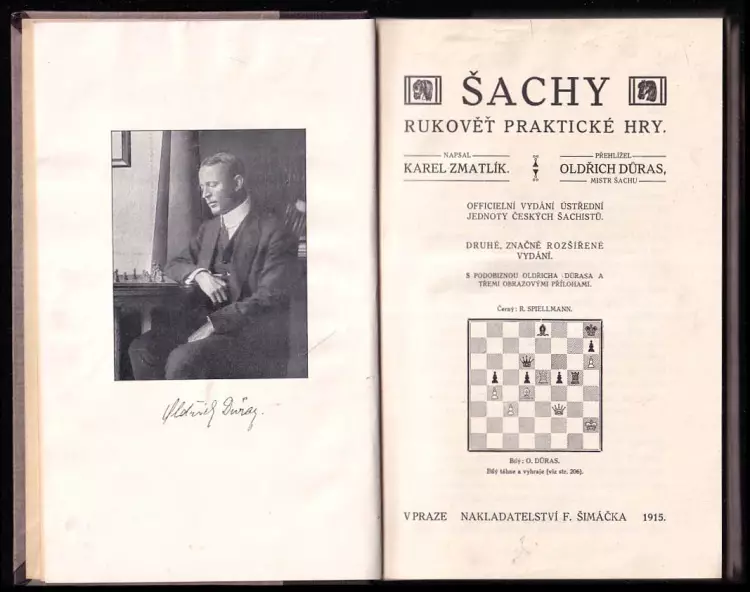 Oldřich Důras.
ŠACHY
RUKOVĚŤ PRAKTICKÉ HRY.
NAPSAL
KAREL ZMATLÍK.
PŘEHLÍŽEL
OLDŘICH DŮRAS,
MISTR ŠACHU
OFFICIELNÍ VYDÁNÍ ÚSTŘEDNÍ
JEDNOTY ČESKÝCH ŠACHISTŮ.
DRUHÉ, ZNAČNĚ ROZŠÍŘENÉ
VYDÁNÍ.
S PODOBIZNOU OLDŘICHA DŮRASA A
TŘEMI OBRAZOVÝMI PŘÍLOHAMI.
Černý: R. SPIELLMANN.
Bílý: O. DŮRAS.
Bílý táhne a vyhraje [viz str. 206].
V PRAZE NAKLADATELSTVÍ F. ŠIMÁČKA 1915.